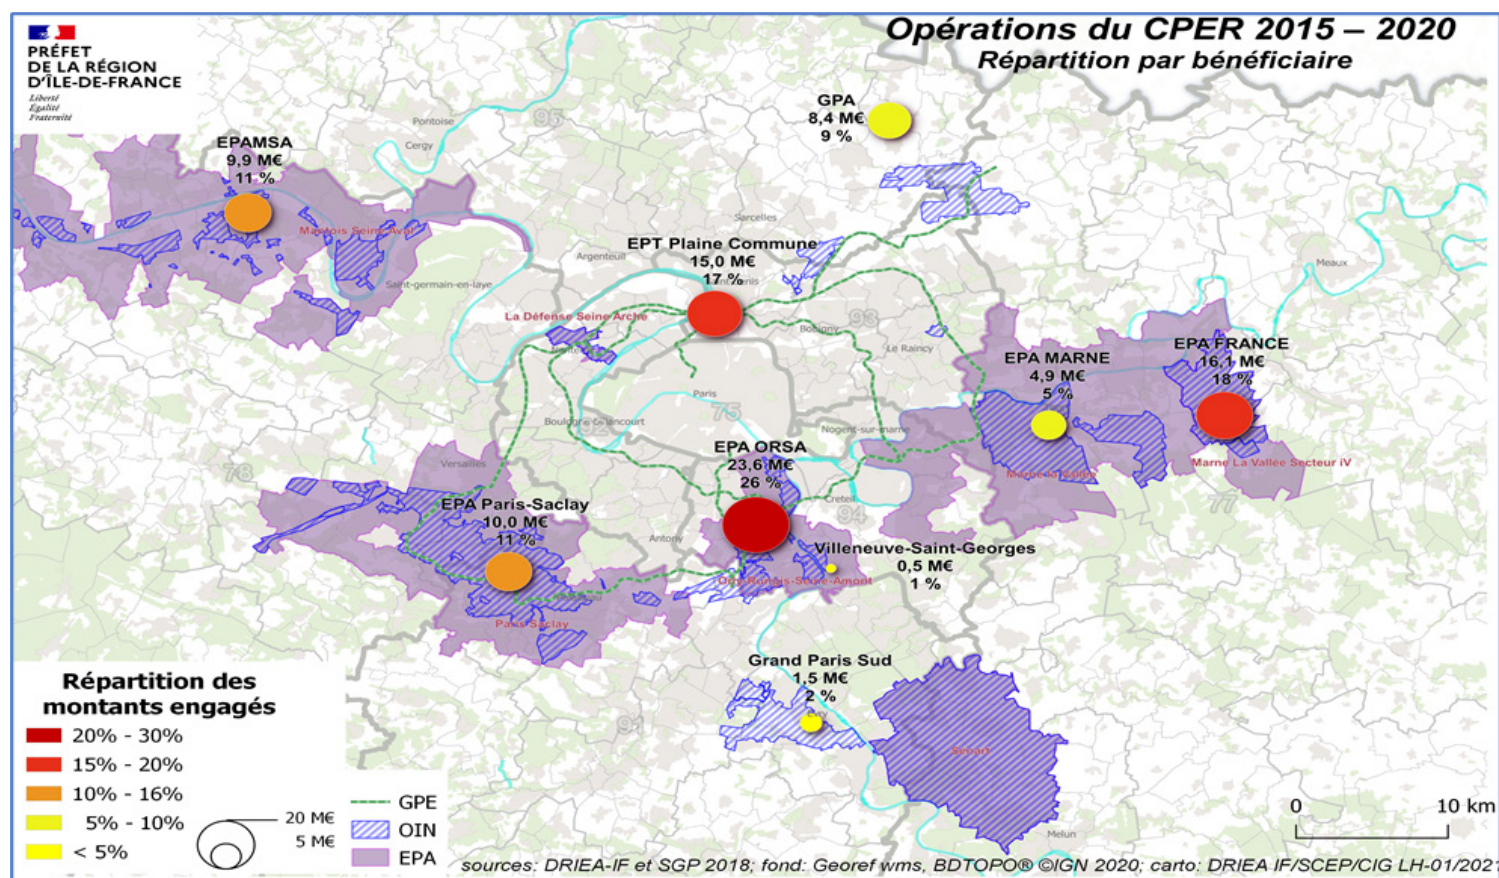 Opérations du CPER 2015 – 2020
Répartition par bénéficiaire
PRÉFET
DE LA RÉGION
D'ÎLE-DE-FRANCE
Liberté
Égalité
Fraternité
GPA
8,4 M€
9 %
95
Pontoise
Cergy
EPAMSA
9,9 M€
11 %
Mantois Seine Aval
Sarcelles
EPT Plaine Commune
15,0 M€
17 %
Argenteuil
Saint-germain-en-laye
Meaux
La Défense Seine Arche
Bobigny
93
Le Raincy
EPA MARNE
4,9 M€
5 %
EPA FRANCE
16,1 M€
18 %
Paris
75
Nogent-sur-marne
EPA ORSA
23,6 M€
26 %
Marne La Vallée Secteur iV
78
Versailles
77
Creteil
94
EPA Paris-Saclay
10,0 M€
11 %
Antony
Villeneuve-Saint-Georges
0,5 M€
1 %
Orly-Rungis-Seine-Amont
Paris Saclay
Grand Paris Sud
1,5 M€
2 %
91
Sénart
Melun
Répartition des
montants engagés
20% - 30%
15% - 20%
10% - 16%
5% - 10%
< 5%
20 M€
5 M€
GPE
OIN
EPA
0 10 km
sources: DRIEA-IF et SGP 2018; fond: Georef wms, BDTOPO® ©IGN 2020; carto: DRIEA IF/SCEP/CIG LH-01/2021